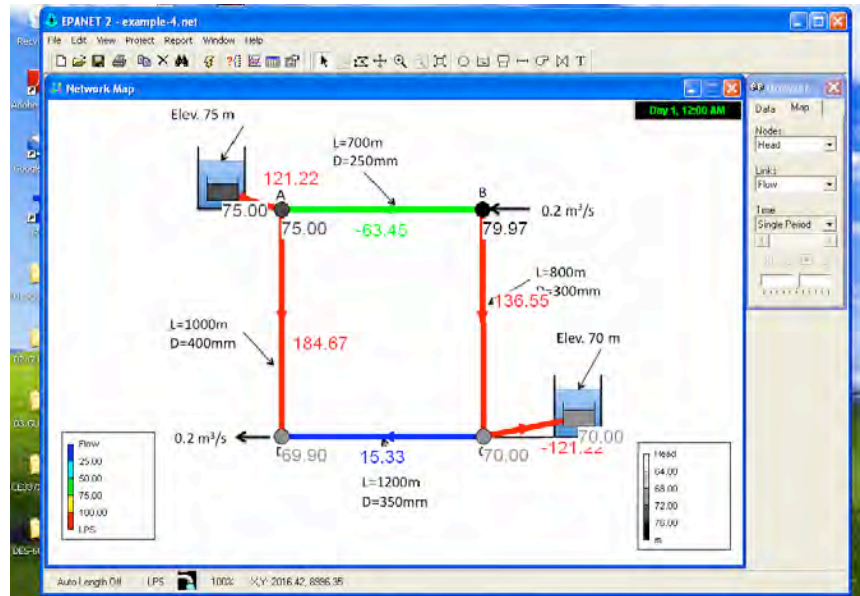 EPANET 2 - example-4.net
File Edit View Project Report Window Help
Network Map
Day 1, 12:00 AM
Data Map
Nodes
Head
Links
Flow
Time
Single Period
Elev. 75 m
L=700m
D=250mm
121.22
A
B
75.00
75.00
-63.45
79.97
0.2 m³/s
L=800m
D=300mm
136.55
L=1000m
D=400mm
184.67
Elev. 70 m
0.2 m³/s
69.90
15.33
C
70.00
-121.22
70.00
L=1200m
D=350mm
Flow
25.00
50.00
75.00
100.00
LPS
Head
64.00
68.00
72.00
76.00
m
Auto Length Off LPS 100% X,Y: 2016.42, 8986.35